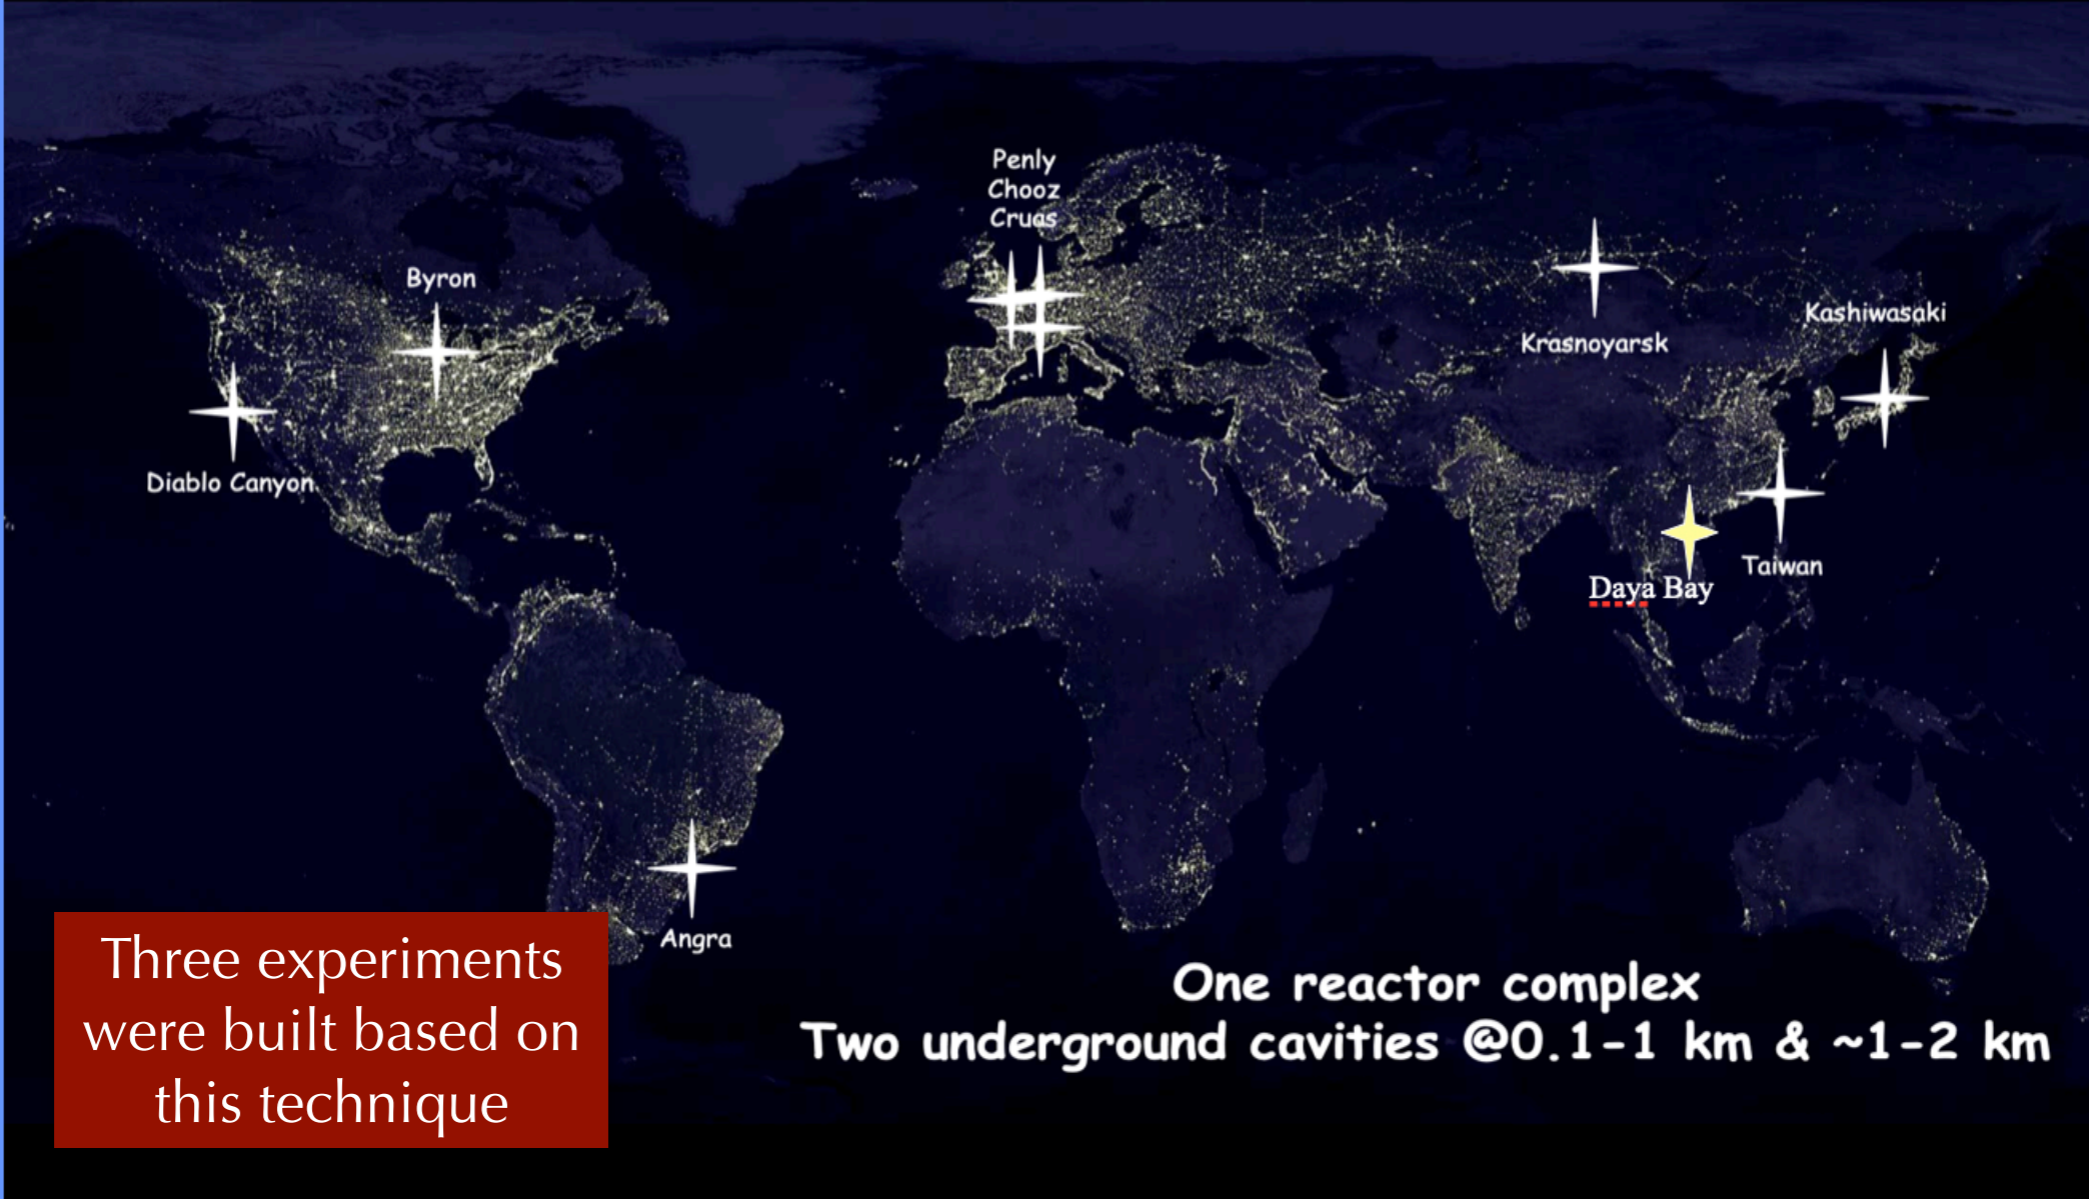 Penly
Chooz
Cruas
Byron
Kashiwasaki
Krasnoyarsk
Diablo Canyon
Taiwan
Daya Bay
Angra
Three experiments
were built based on
this technique
One reactor complex
Two underground cavities @0.1-1 km & ~1-2 km